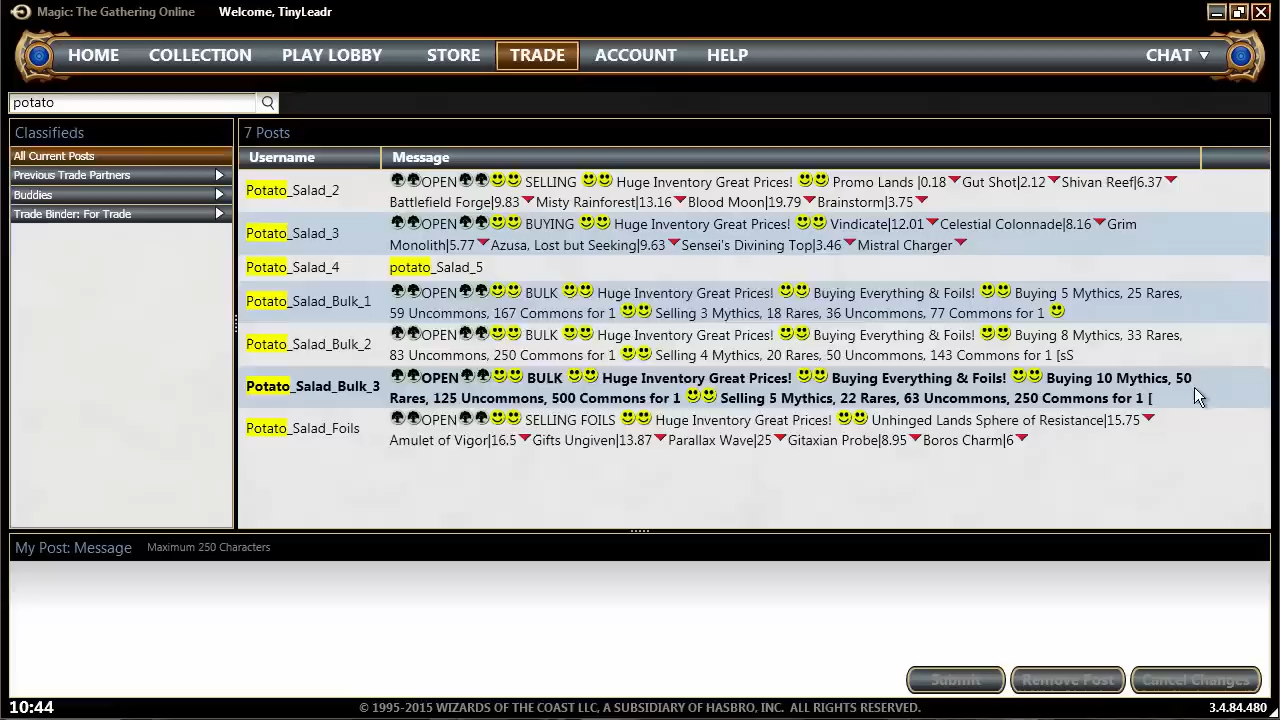 Magic: The Gathering Online Welcome, TinyLeadr
HOME COLLECTION PLAY LOBBY STORE TRADE ACCOUNT HELP CHAT
potato
Classifieds
All Current Posts
Previous Trade Partners
Buddies
Trade Binder: For Trade
7 Posts
Username Message
Potato_Salad_2
OPEN SELLING Huge Inventory Great Prices! Promo Lands |0.18 Gut Shot|2.12 Shivan Reef|6.37
Battlefield Forge|9.83 Misty Rainforest|13.16 Blood Moon|19.79 Brainstorm|3.75
Potato_Salad_3
OPEN BUYING Huge Inventory Great Prices! Vindicate|12.01 Celestial Colonnade|8.16 Grim
Monolith|5.77 Azusa, Lost but Seeking|9.63 Sensei's Divining Top|3.46 Mistral Charger
Potato_Salad_4 potato_Salad_5
Potato_Salad_Bulk_1
OPEN BULK Huge Inventory Great Prices! Buying Everything & Foils! Buying 5 Mythics, 25 Rares,
59 Uncommons, 167 Commons for 1 Selling 3 Mythics, 18 Rares, 36 Uncommons, 77 Commons for 1
Potato_Salad_Bulk_2
OPEN BULK Huge Inventory Great Prices! Buying Everything & Foils! Buying 8 Mythics, 33 Rares,
83 Uncommons, 250 Commons for 1 Selling 4 Mythics, 20 Rares, 50 Uncommons, 143 Commons for 1 [sS
Potato_Salad_Bulk_3
OPEN BULK Huge Inventory Great Prices! Buying Everything & Foils! Buying 10 Mythics, 50
Rares, 125 Uncommons, 500 Commons for 1 Selling 5 Mythics, 22 Rares, 63 Uncommons, 250 Commons for 1 [
Potato_Salad_Foils
OPEN SELLING FOILS Huge Inventory Great Prices! Unhinged Lands Sphere of Resistance|15.75
Amulet of Vigor|16.5 Gifts Ungiven|13.87 Parallax Wave|25 Gitaxian Probe|8.95 Boros Charm|6
My Post: Message Maximum 250 Characters
Submit Remove Post Cancel Changes
10:44 © 1995-2015 WIZARDS OF THE COAST LLC, A SUBSIDIARY OF HASBRO, INC. ALL RIGHTS RESERVED. 3.4.84.480